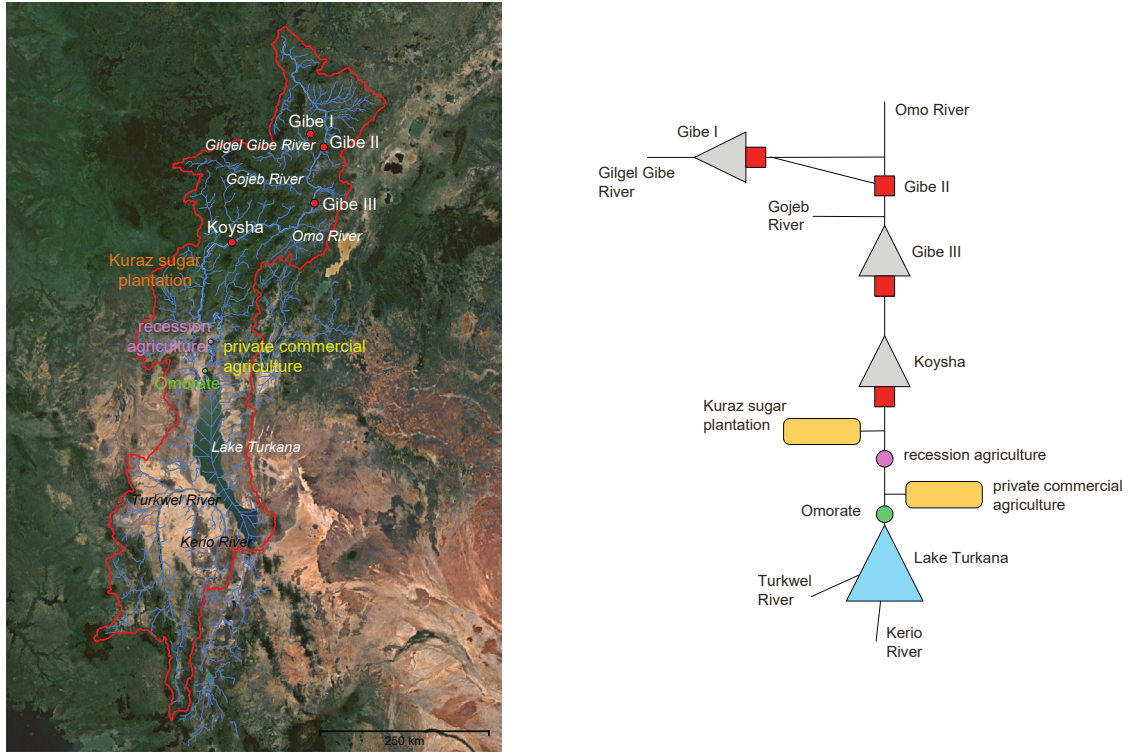 Gibe I
Gilgel Gibe River
Gibe II
Gojeb River
Gibe III
Koysha
Omo River
Kuraz sugar
plantation
recession
agriculture
private commercial
agriculture
Omorate
Lake Turkana
Turkwel River
Kerio River
250 km
Omo River
Gibe I
Gilgel Gibe
River
Gibe II
Gojeb
River
Gibe III
Koysha
Kuraz sugar
plantation
recession agriculture
private commercial
agriculture
Omorate
Lake Turkana
Turkwel
River
Kerio
River